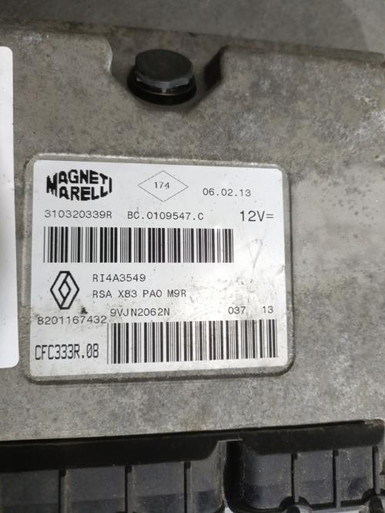 MAGNETI
MARELLI
174
06.02.13
310320339R BC.0109547.C 12V=
RI4A3549
RSA X83 PA0 M9R
8201167432 9VJN2062N 037 13
CFC333R.08